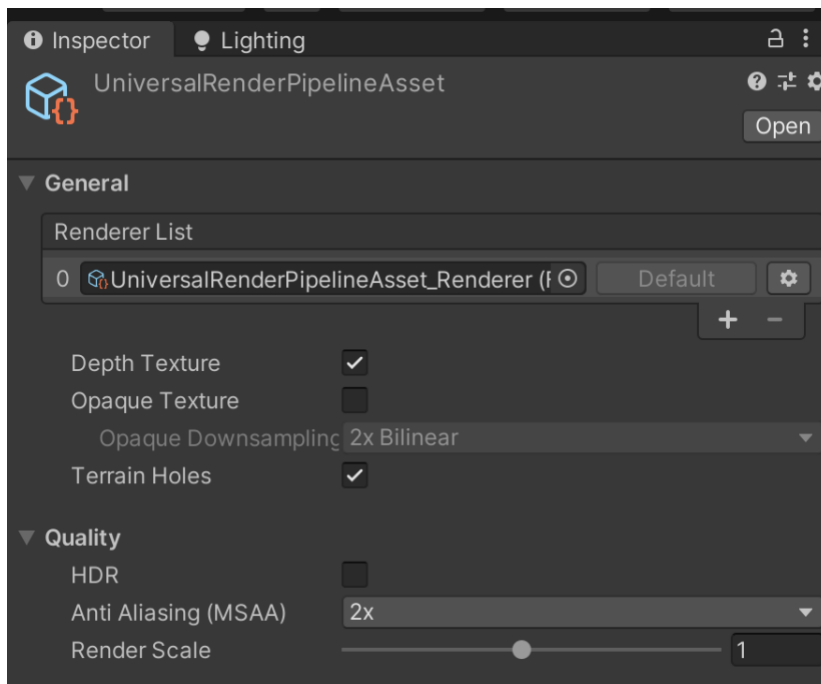 Inspector Lighting
UniversalRenderPipelineAsset
Open
General
Renderer List
0 UniversalRenderPipelineAsset_Renderer (F Default
Depth Texture
Opaque Texture
Opaque Downsampling 2x Bilinear
Terrain Holes
Quality
HDR
Anti Aliasing (MSAA) 2x
Render Scale 1